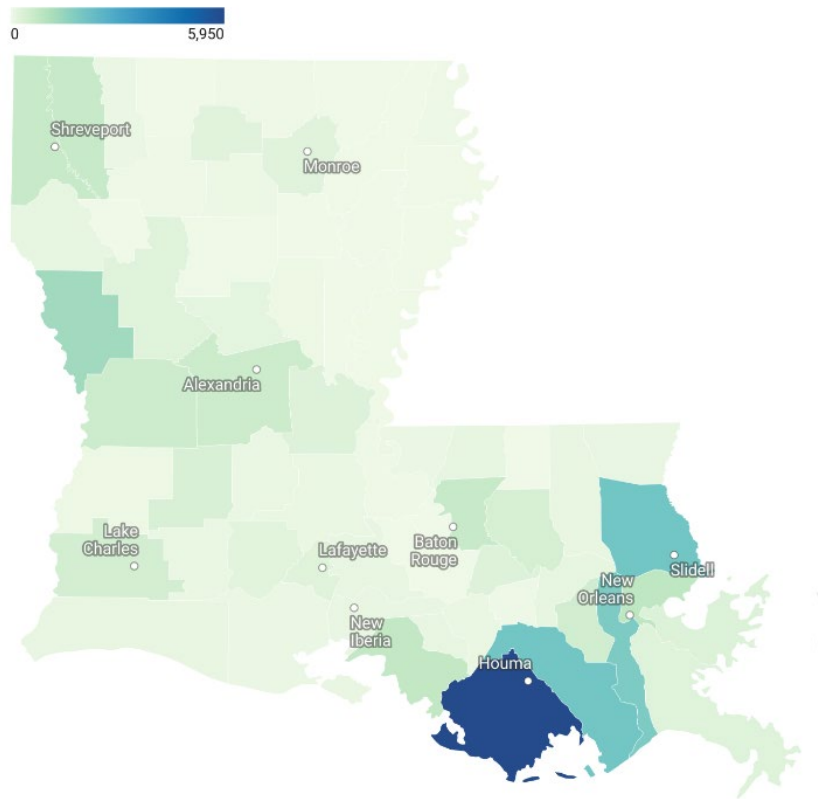 0 5,950
Shreveport
Monroe
Alexandria
Lake
Charles
Lafayette
Baton
Rouge
New
Iberia
Slidell
New
Orleans
Houma